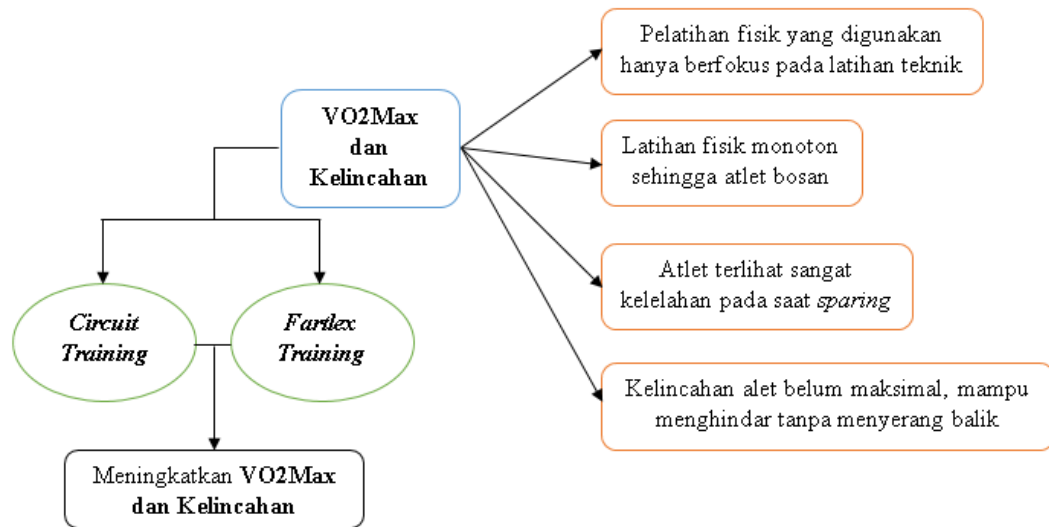 Pelatihan fisik yang digunakan
hanya berfokus pada latihan teknik
VO2Max
dan
Kelincahan
Latihan fisik monoton
sehingga atlet bosan
Atlet terlihat sangat
kelelahan pada saat sparing
Circuit
Training
Fartlex
Training
Kelincahan alet belum maksimal, mampu
menghindar tanpa menyerang balik
Meningkatkan VO2Max
dan Kelincahan